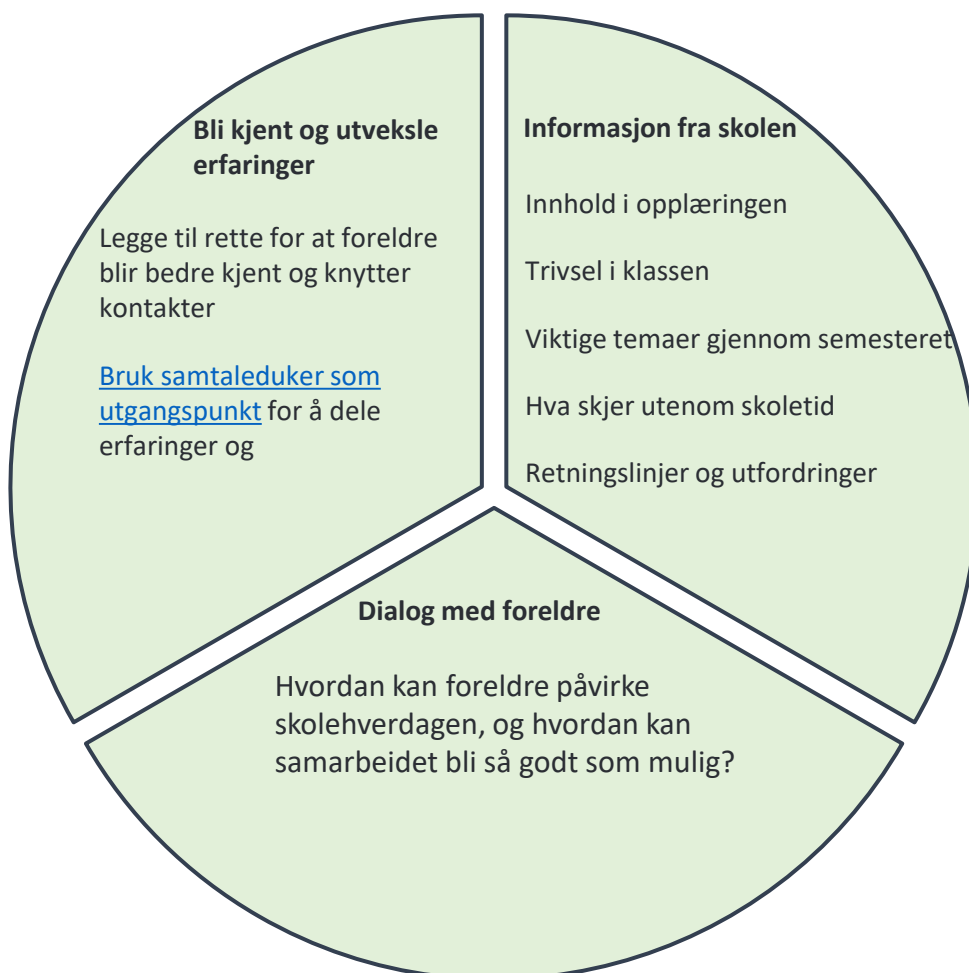 Bli kjent og utveksle
erfaringer
Legge til rette for at foreldre
blir bedre kjent og knytter
kontakter
Bruk samtaleduker som
utgangspunkt for å dele
erfaringer og
Informasjon fra skolen
Innhold i opplæringen
Trivsel i klassen
Viktige temaer gjennom semesteret
Hva skjer utenom skoletid
Retningslinjer og utfordringer
Dialog med foreldre
Hvordan kan foreldre påvirke
skolehverdagen, og hvordan kan
samarbeidet bli så godt som mulig?